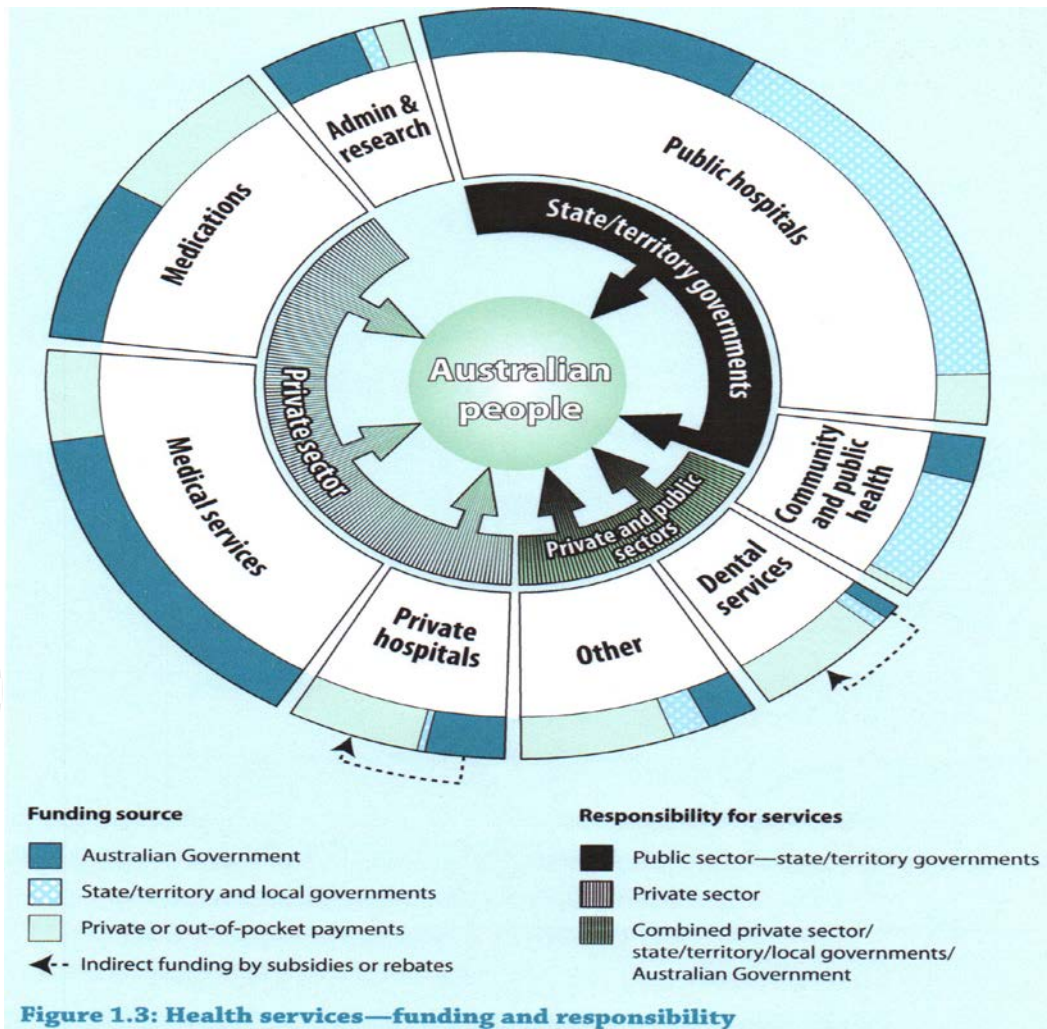 Admin &
research
Public hospitals
Medications
State/territory governments
Australian
people
Private sector
Medical services
Community
and public
health
Private and public
sectors
Dental
services
Private
hospitals
Other
Funding source
Australian Government
State/territory and local governments
Private or out-of-pocket payments
Indirect funding by subsidies or rebates
Responsibility for services
Public sector—state/territory governments
Private sector
Combined private sector/
state/territory/local governments/
Australian Government
Figure 1.3: Health services—funding and responsibility